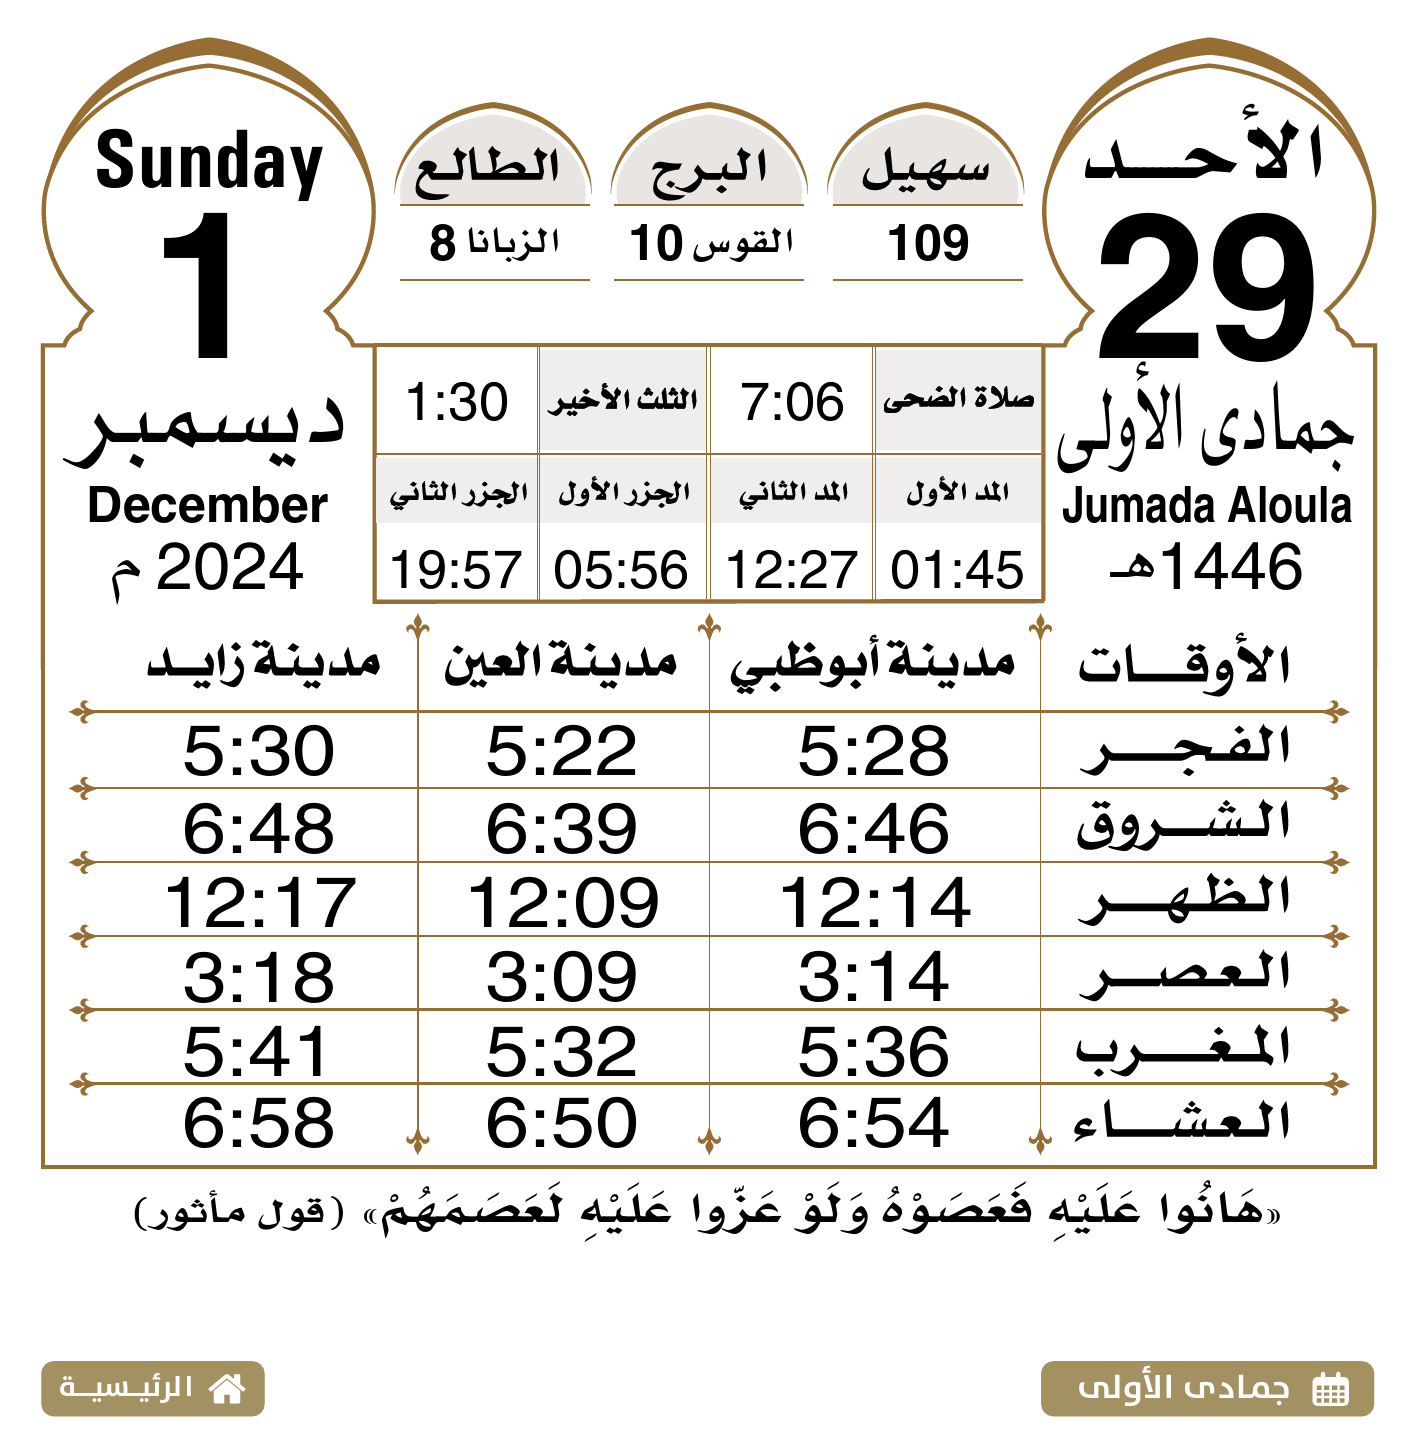 الأحد
29
جمادى الأولى
Jumada Aloula
1446هـ
سهيل البرج الطالع
109 القوس 10 الزبانا 8
Sunday
1
ديسمبر
December
2024 م
صلاة الضحى 7:06 الثلث الأخير 1:30
المد الأول المد الثاني الجزر الأول الجزر الثاني
01:45 12:27 05:56 19:57
الأوقات مدينة أبوظبي مدينة العين مدينة زايد
الفجر 5:28 5:22 5:30
الشروق 6:46 6:39 6:48
الظهر 12:14 12:09 12:17
العصر 3:14 3:09 3:18
المغرب 5:36 5:32 5:41
العشاء 6:54 6:50 6:58
«هَانُوا عَلَيْهِ فَعَصَوْهُ وَلَوْ عَزّوا عَلَيْهِ لَعَصَمَهُمْ» (قول مأثور)
جمادى الأولى
الرئيسية